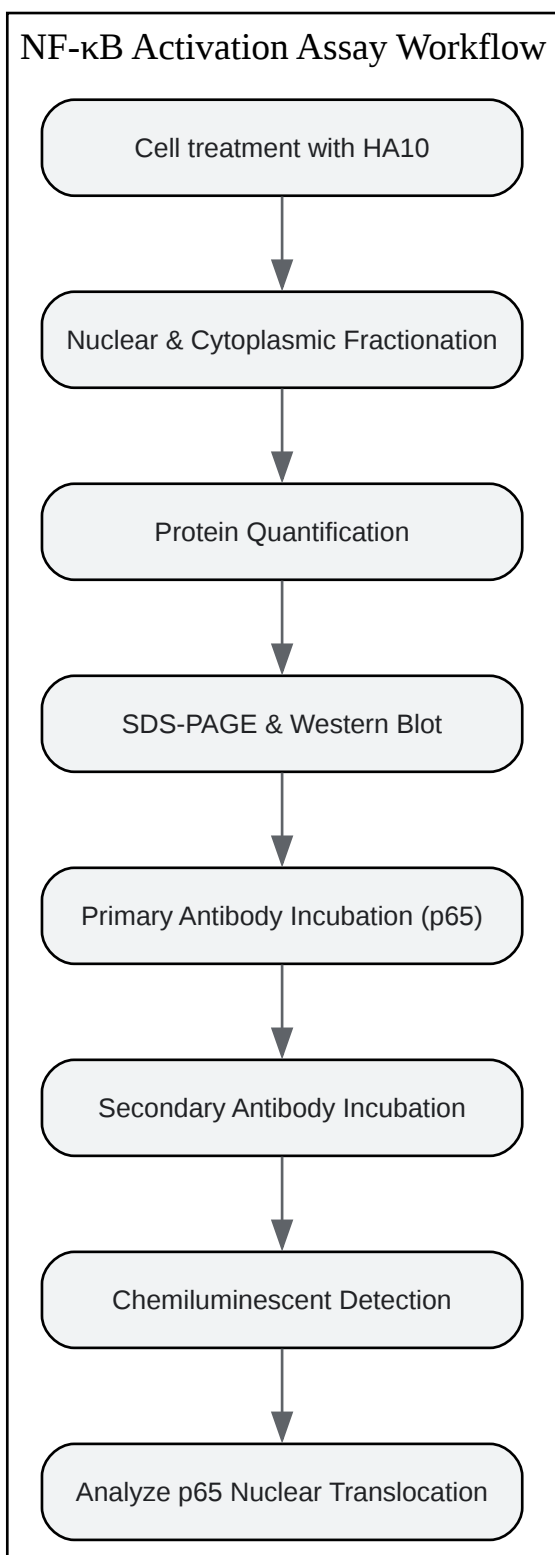 NF-κB Activation Assay Workflow
Cell treatment with HA10
Nuclear & Cytoplasmic Fractionation
Protein Quantification
SDS-PAGE & Western Blot
Primary Antibody Incubation (p65)
Secondary Antibody Incubation
Chemiluminescent Detection
Analyze p65 Nuclear Translocation